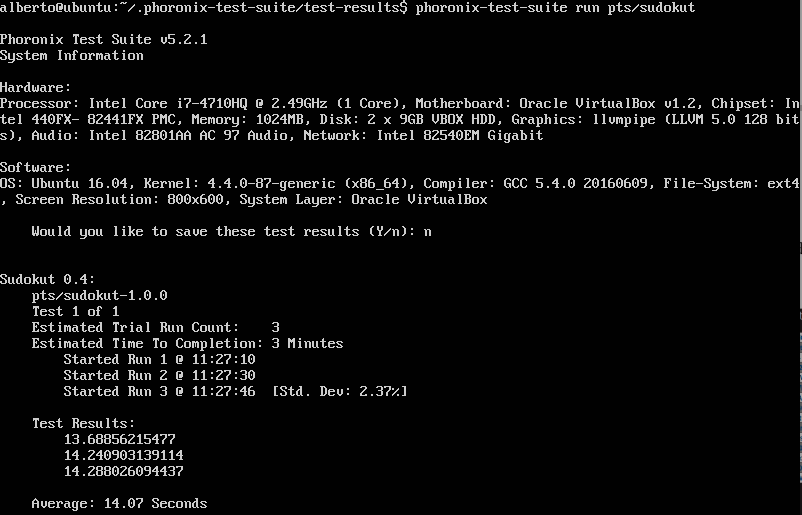 alberto@ubuntu:~/.phoronix-test-suite/test-results$ phoronix-test-suite run pts/sudokut
Phoronix Test Suite v5.2.1
System Information
Hardware:
Processor: Intel Core i7-4710HQ @ 2.49GHz (1 Core), Motherboard: Oracle VirtualBox v1.2, Chipset: In
tel 440FX- 82441FX PMC, Memory: 1024MB, Disk: 2 x 9GB VBOX HDD, Graphics: llvmpipe (LLVM 5.0 128 bit
s), Audio: Intel 82801AA AC 97 Audio, Network: Intel 82540EM Gigabit
Software:
OS: Ubuntu 16.04, Kernel: 4.4.0-87-generic (x86_64), Compiler: GCC 5.4.0 20160609, File-System: ext4
, Screen Resolution: 800x600, System Layer: Oracle VirtualBox
Would you like to save these test results (Y/n): n
Sudokut 0.4:
pts/sudokut-1.0.0
Test 1 of 1
Estimated Trial Run Count: 3
Estimated Time To Completion: 3 Minutes
Started Run 1 @ 11:27:10
Started Run 2 @ 11:27:30
Started Run 3 @ 11:27:46 [Std. Dev: 2.37%]
Test Results:
13.68856215477
14.240903139114
14.288026094437
Average: 14.07 Seconds